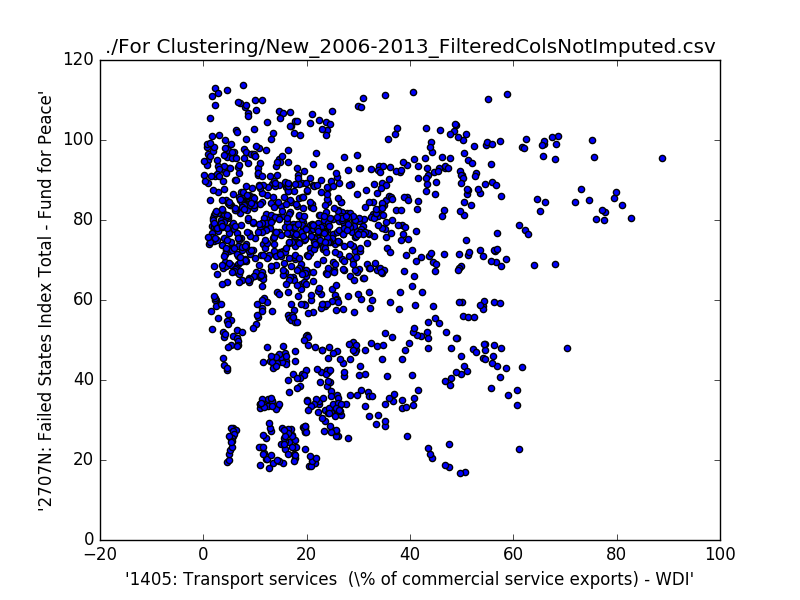 ./For Clustering/New_2006-2013_FilteredColsNotImputed.csv
120
100
80
60
40
20
0
'2707N: Failed States Index Total - Fund for Peace'
−20 0 20 40 60 80 100
'1405: Transport services  (\% of commercial service exports) - WDI'